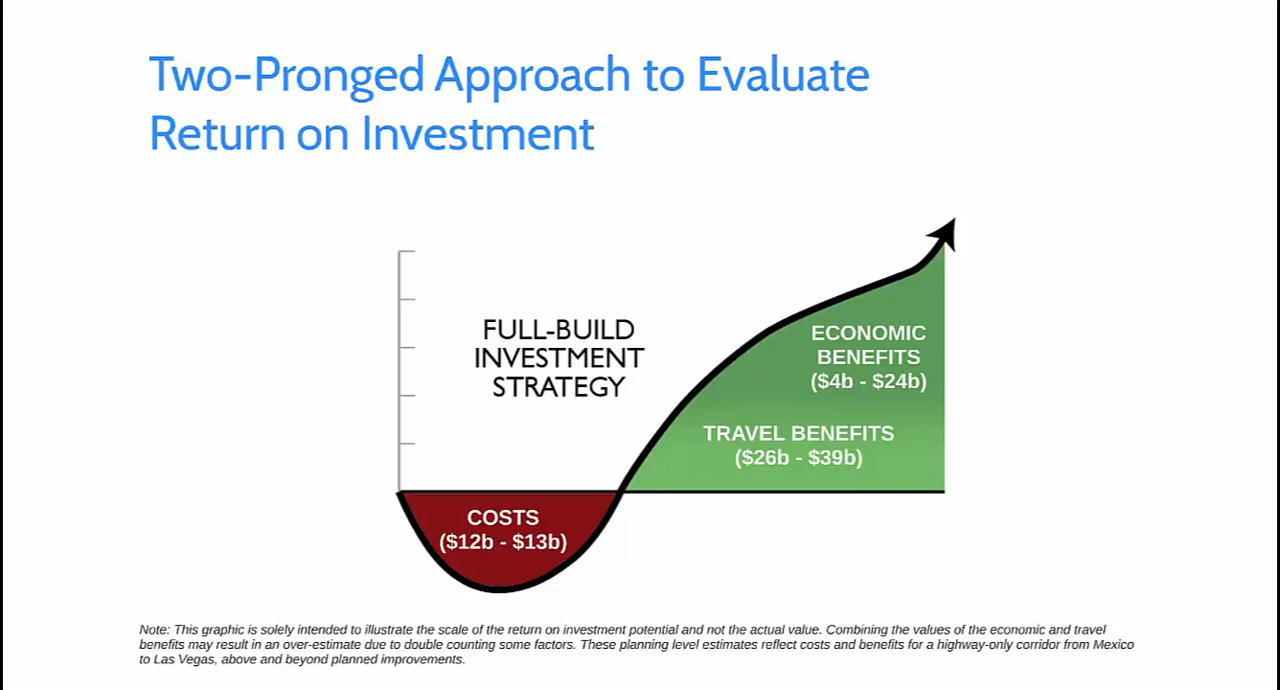 Two-Pronged Approach to Evaluate
Return on Investment
FULL-BUILD
INVESTMENT
STRATEGY
ECONOMIC
BENEFITS
($4b - $24b)
TRAVEL BENEFITS
($26b - $39b)
COSTS
($12b - $13b)
Note: This graphic is solely intended to illustrate the scale of the return on investment potential and not the actual value. Combining the values of the economic and travel
benefits may result in an over-estimate due to double counting some factors. These planning level estimates reflect costs and benefits for a highway-only corridor from Mexico
to Las Vegas, above and beyond planned improvements.